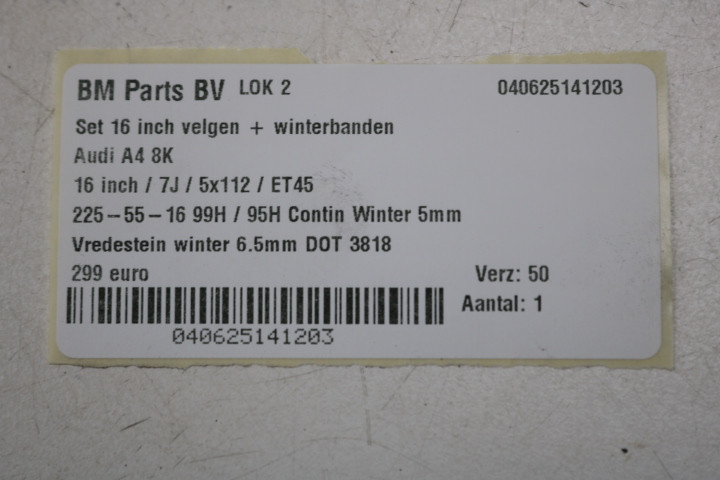 BM Parts BV LOK 2 040625141203
Set 16 inch velgen + winterbanden
Audi A4 8K
16 inch / 7J / 5x112 / ET45
225-55-16 99H / 95H Contin Winter 5mm
Vredestein winter 6.5mm DOT 3818
299 euro Verz: 50
Aantal: 1
040625141203